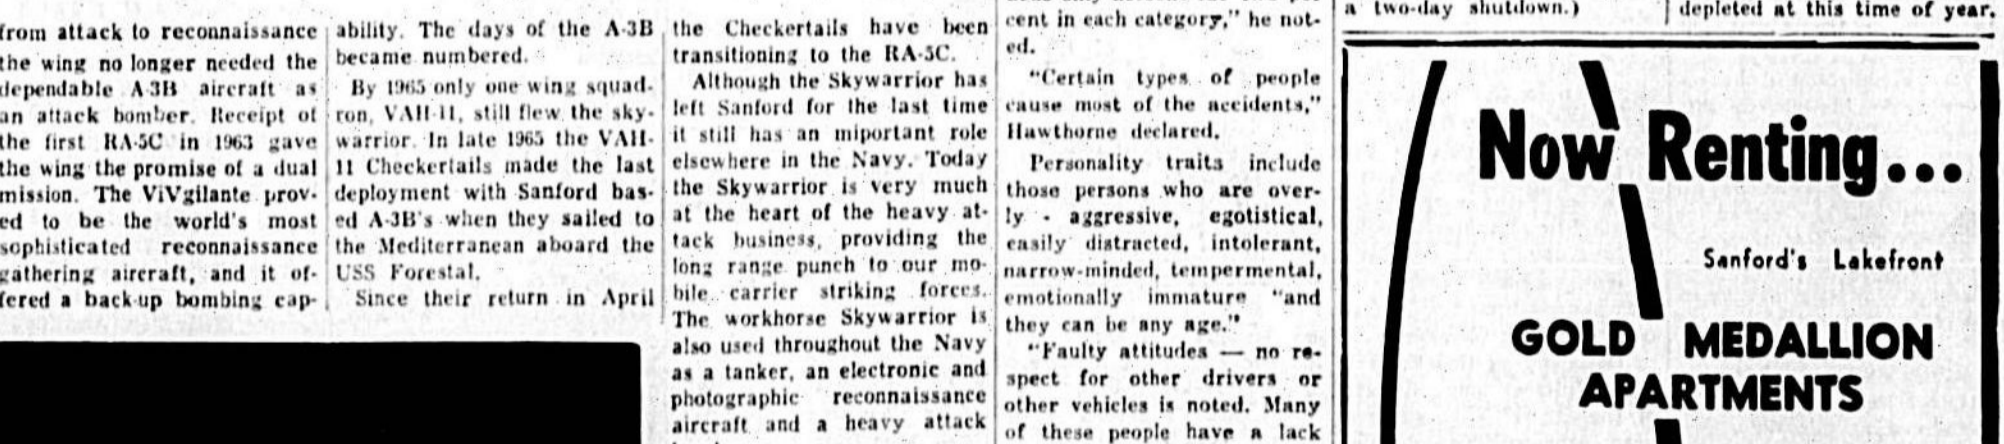 from attack to reconnaissance
the wing no longer needed the
dependable A-3B aircraft as
an attack bomber. Receipt of
the first RA-5C in 1963 gave
the wing the promise of a dual
mission. The ViVgilante prov-
ed to be the world's most
sophisticated reconnaissance
gathering aircraft, and it of-
fered a back-up bombing cap-
ability. The days of the A-3B
became numbered.
By 1965 only one wing squad-
ron, VAH-11, still flew the sky-
warrior. In late 1965 the VAH-
11 Checkertails made the last
deployment with Sanford bas-
ed A-3B's when they sailed to
the Mediterranean aboard the
USS Forestal.
Since their return in April
the Checkertails have been
transitioning to the RA-5C.
Although the Skywarrior has
left Sanford for the last time
it still has an miportant role
elsewhere in the Navy. Today
the Skywarrior is very much
at the heart of the heavy at-
tack business, providing the
long range punch to our mo-
bile carrier striking forces.
The workhorse Skywarrior is
also used throughout the Navy
as a tanker, an electronic and
photographic reconnaissance
aircraft and a heavy attack
cent in each category," he not-
ed.
"Certain types of people
cause most of the accidents,"
Hawthorne declared.
Personality traits include
those persons who are over-
ly - aggressive, egotistical,
easily distracted, intolerant,
narrow-minded, tempermental,
emotionally immature "and
they can be any age."
"Faulty attitudes — no re-
spect for other drivers or
other vehicles is noted. Many
of these people have a lack
a two-day shutdown.)
depleted at this time of year.
Now Renting...
Sanford's Lakefront
GOLD MEDALLION
APARTMENTS